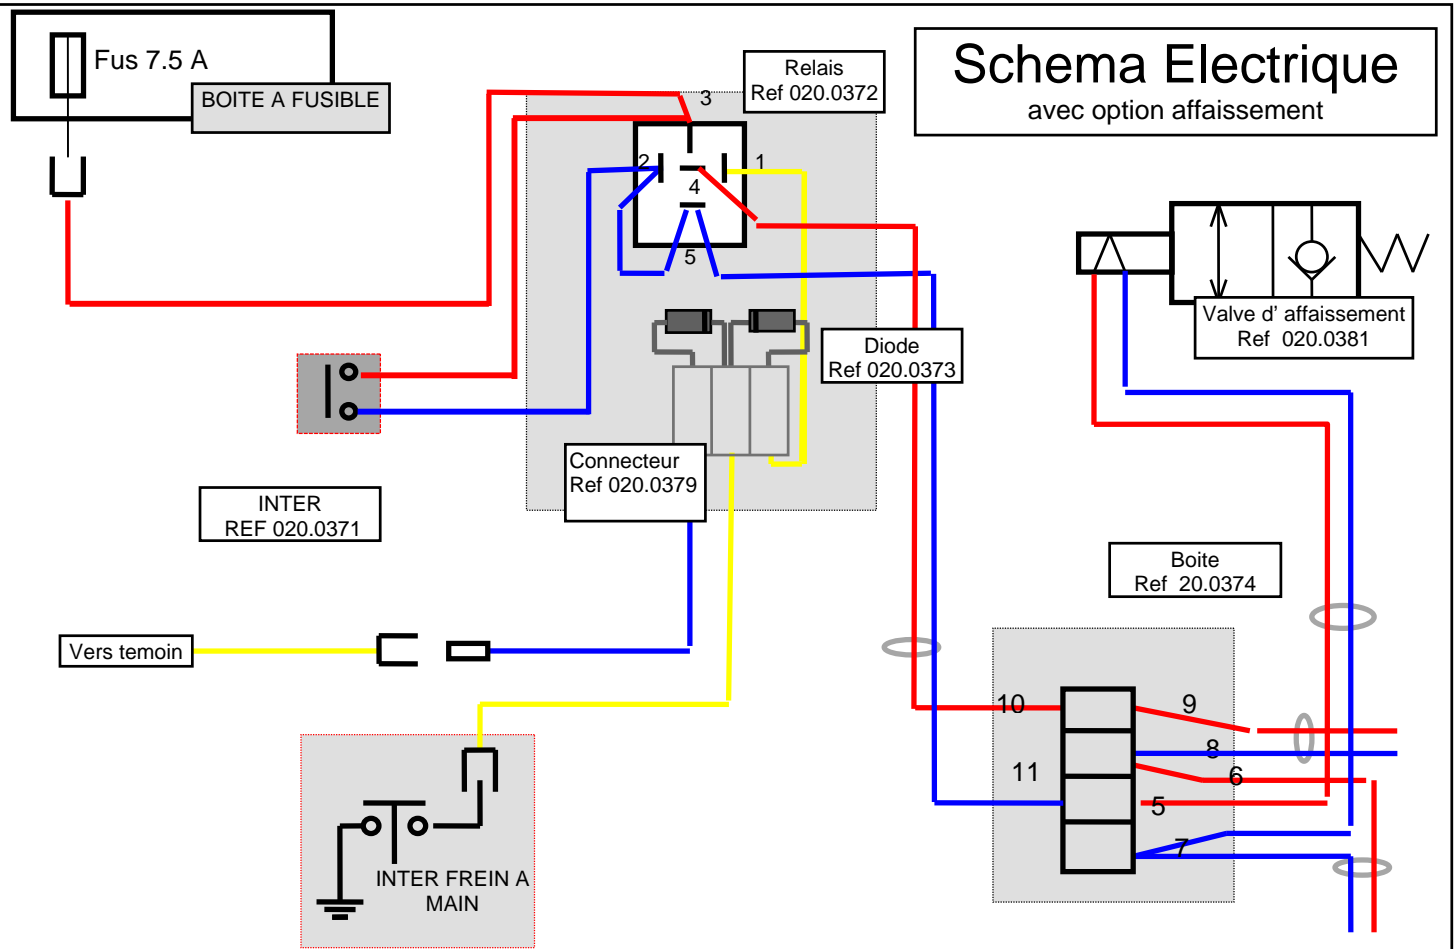 Fus 7.5 A
BOITE A FUSIBLE
Relais
Ref 020.0372
Schema Electrique
avec option affaissement
3
2
1
4
5
Valve d' affaissement
Ref 020.0381
Diode
Ref 020.0373
Connecteur
Ref 020.0379
INTER
REF 020.0371
Boite
Ref 20.0374
Vers temoin
10
9
8
11
6
5
7
INTER FREIN A
MAIN